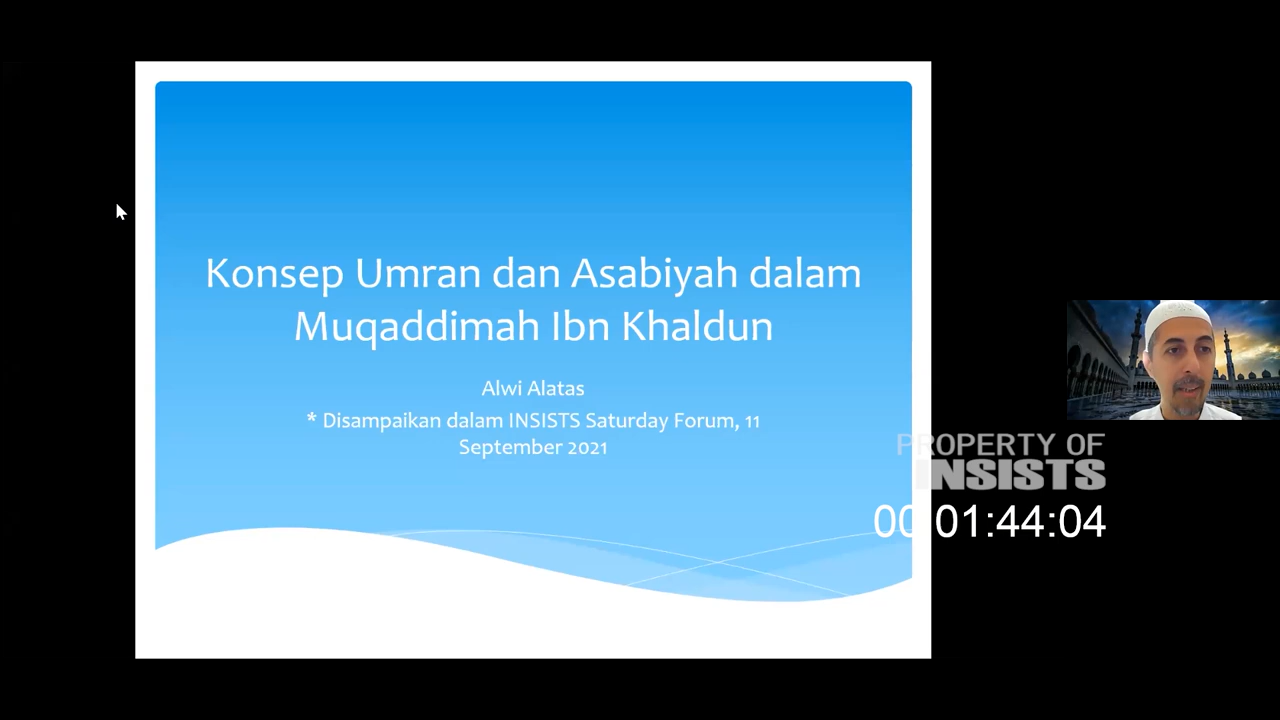 Konsep Umran dan Asabiyah dalam
Muqaddimah Ibn Khaldun
Alwi Alatas
* Disampaikan dalam INSISTS Saturday Forum, 11
September 2021
PROPERTY OF
INSISTS
00:01:44:04